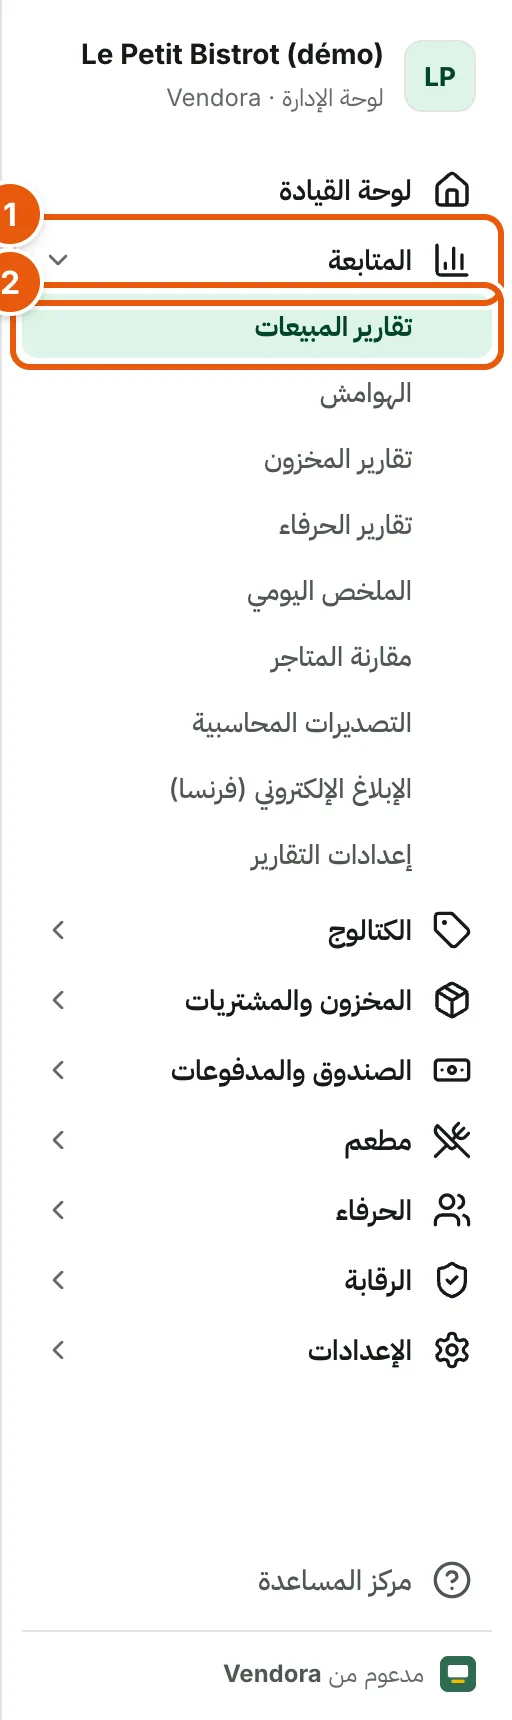 Le Petit Bistrot (démo)
LP
لوحة الإدارة · Vendora
لوحة القيادة
1
المتابعة
2
تقارير المبيعات
الهوامش
تقارير المخزون
تقارير الحرفاء
الملخص اليومي
مقارنة المتاجر
التصديرات المحاسبية
الإبلاغ الإلكتروني (فرنسا)
إعدادات التقارير
الكتالوج
المخزون والمشتريات
الصندوق والمدفوعات
مطعم
الحرفاء
الرقابة
الإعدادات
مركز المساعدة
مدعوم من Vendora